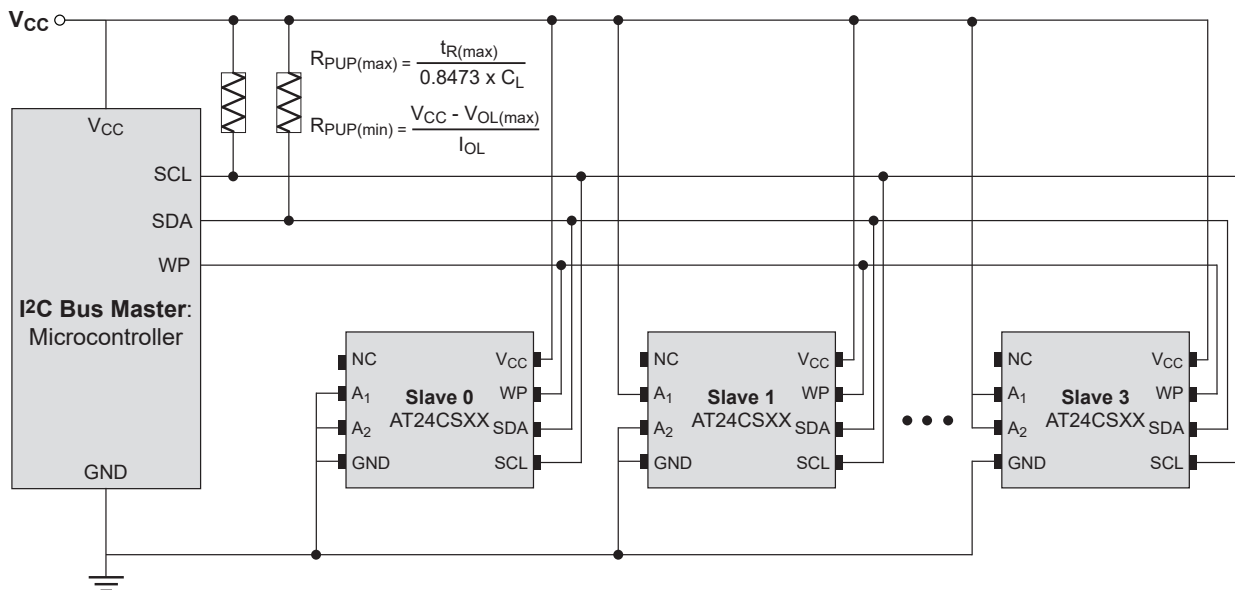 VCC
RPUP(max) = tR(max)
0.8473 x CL
RPUP(min) = VCC - VOL(max)
IOL
VCC
SCL
SDA
WP
I2C Bus Master:
Microcontroller
GND
NC
A1
A2
GND
Slave 0
AT24CSXX
VCC
WP
SDA
SCL
NC
A1
A2
GND
Slave 1
AT24CSXX
VCC
WP
SDA
SCL
NC
A1
A2
GND
Slave 3
AT24CSXX
VCC
WP
SDA
SCL